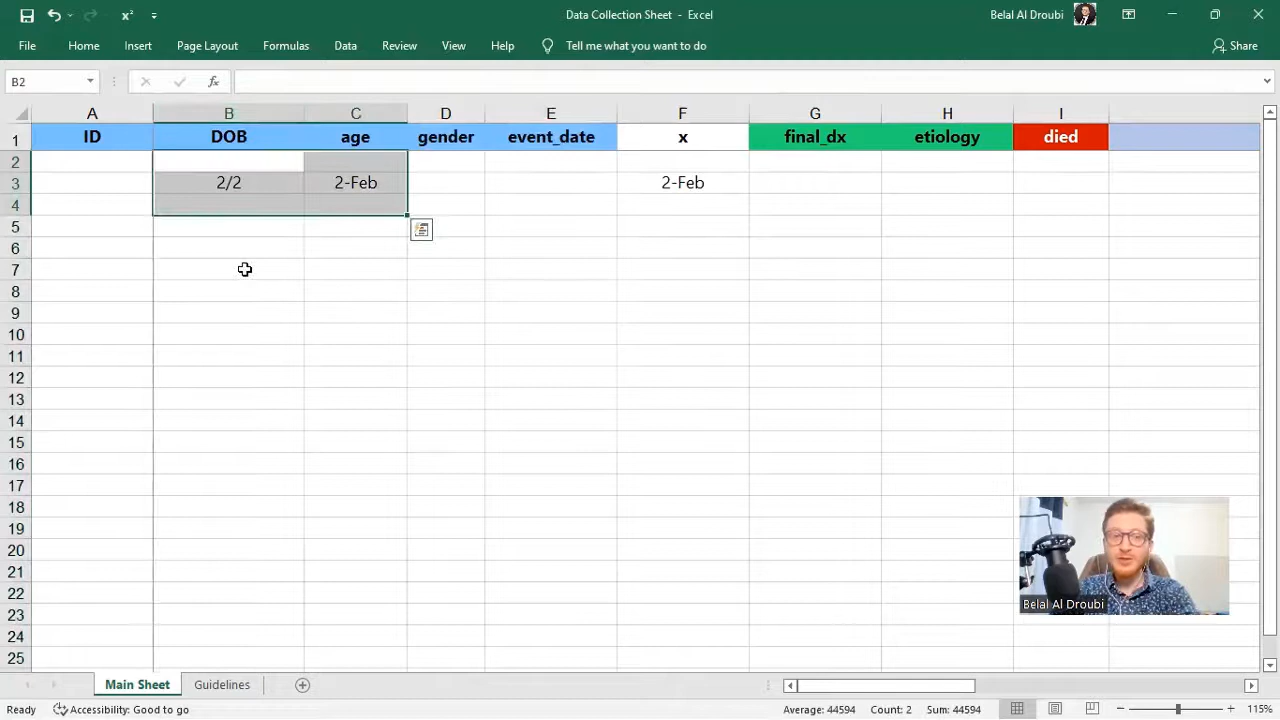 x² Data Collection Sheet - Excel Belal Al Droubi
File Home Insert Page Layout Formulas Data Review View Help Tell me what you want to do Share
B2 fx
A B C D E F G H I
1 ID DOB age gender event_date x final_dx etiology died
2
3 2/2 2-Feb 2-Feb
4
5
6
7
8
9
10
11
12
13
14
15
16
17
18
19
20
21
22
23
24
25
Belal Al Droubi
Main Sheet Guidelines
Ready Accessibility: Good to go Average: 44594 Count: 2 Sum: 44594 115%